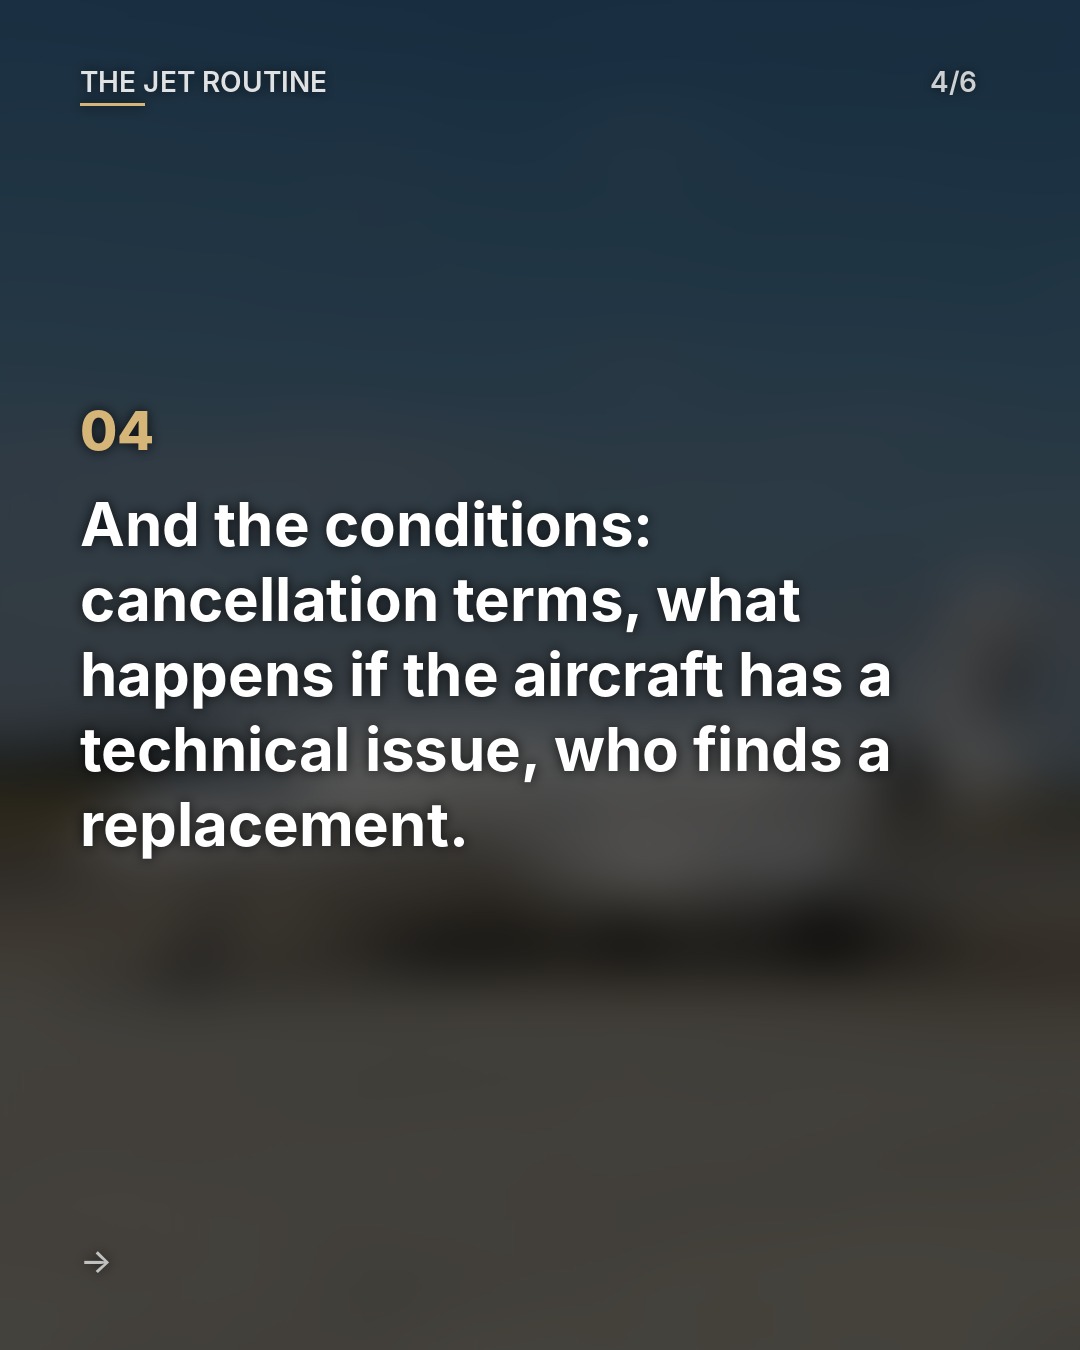 THE JET ROUTINE
4/6
04
And the conditions:
cancellation terms, what
happens if the aircraft has a
technical issue, who finds a
replacement.
→